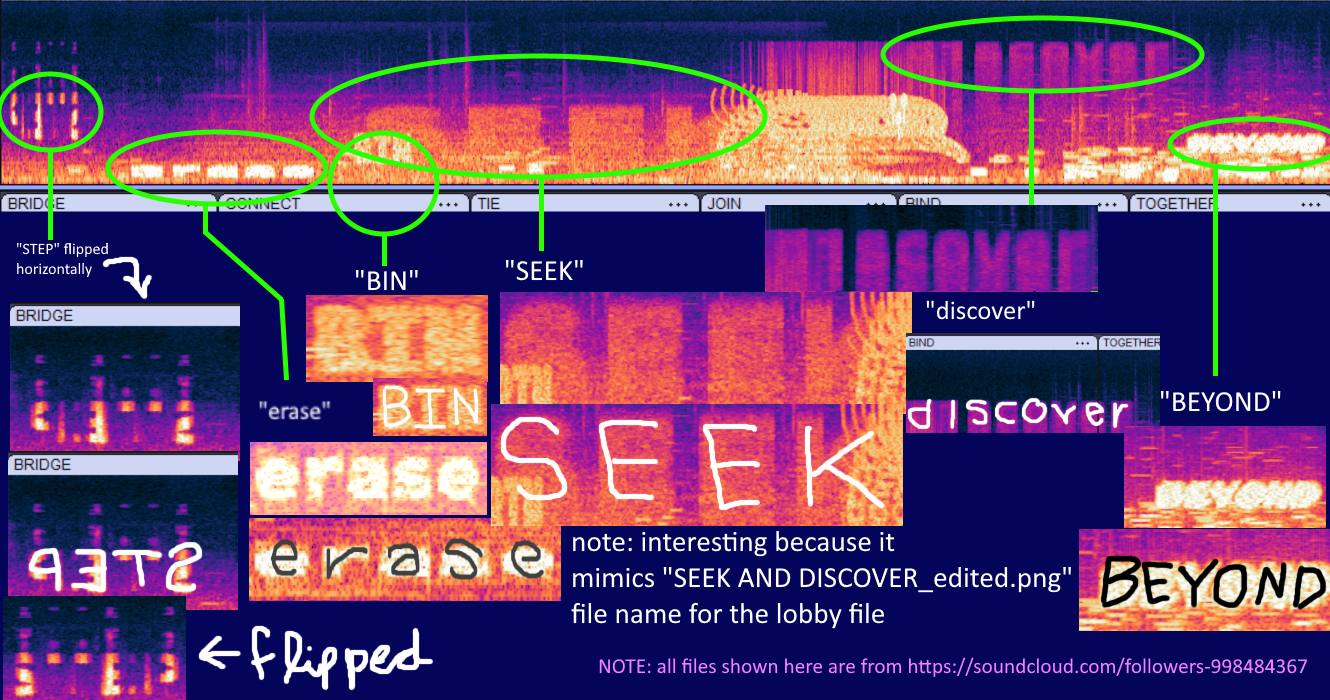 BRIDGE ... CONNECT ... TIE ... JOIN ... BIND ... TOGETHER ...
"STEP" flipped
horizontally
"BIN"
"SEEK"
"discover"
BRIDGE
BIND ... TOGETHER
discover
"BEYOND"
"erase"
BIN
SEEK
erase
BRIDGE
STEP
erase
BEYOND
BEYOND
note: interesting because it
mimics "SEEK AND DISCOVER_edited.png"
file name for the lobby file
← flipped
NOTE: all files shown here are from https://soundcloud.com/followers-998484367